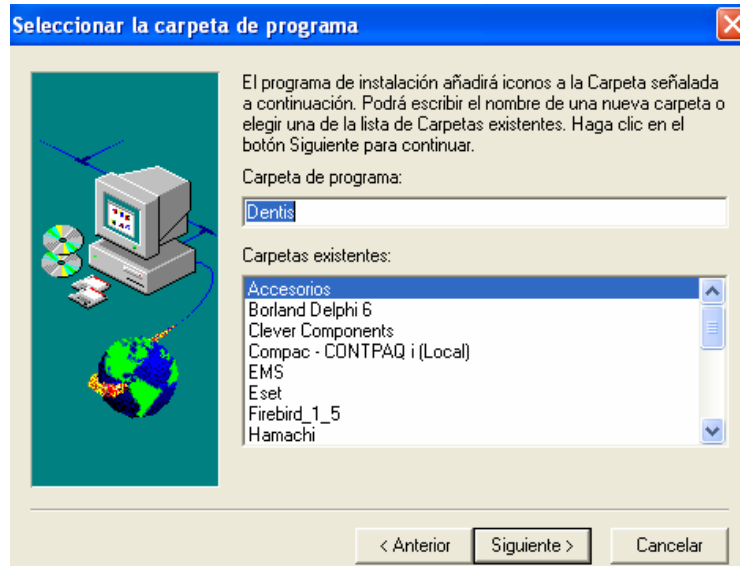 Seleccionar la carpeta de programa
El programa de instalación añadirá iconos a la Carpeta señalada
a continuación. Podrá escribir el nombre de una nueva carpeta o
elegir una de la lista de Carpetas existentes. Haga clic en el
botón Siguiente para continuar.
Carpeta de programa:
Dentis
Carpetas existentes:
Accesorios
Borland Delphi 6
Clever Components
Compac - CONTPAQ i (Local)
EMS
Eset
Firebird_1_5
Hamachi
< Anterior
Siguiente >
Cancelar